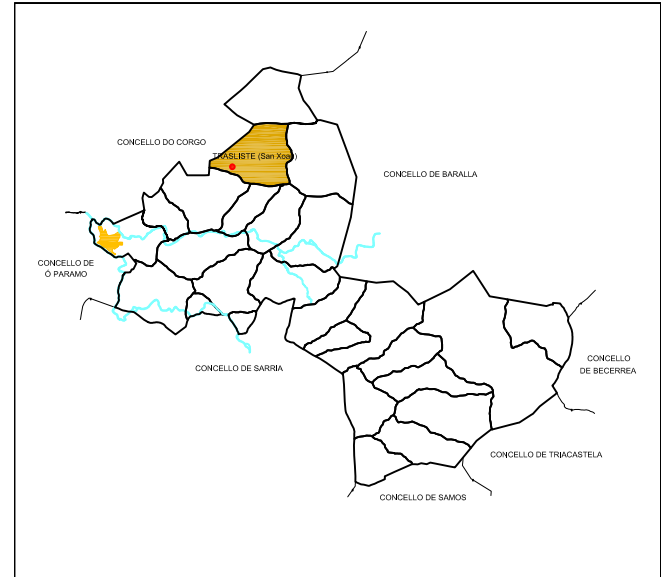 CONCELLO DO CORGO
TRASLISTE (San Xoan)
CONCELLO DE BARALLA
CONCELLO DE
O PARAMO
CONCELLO DE SARRIA
CONCELLO
DE BECERREA
CONCELLO DE TRIACASTELA
CONCELLO DE SAMOS